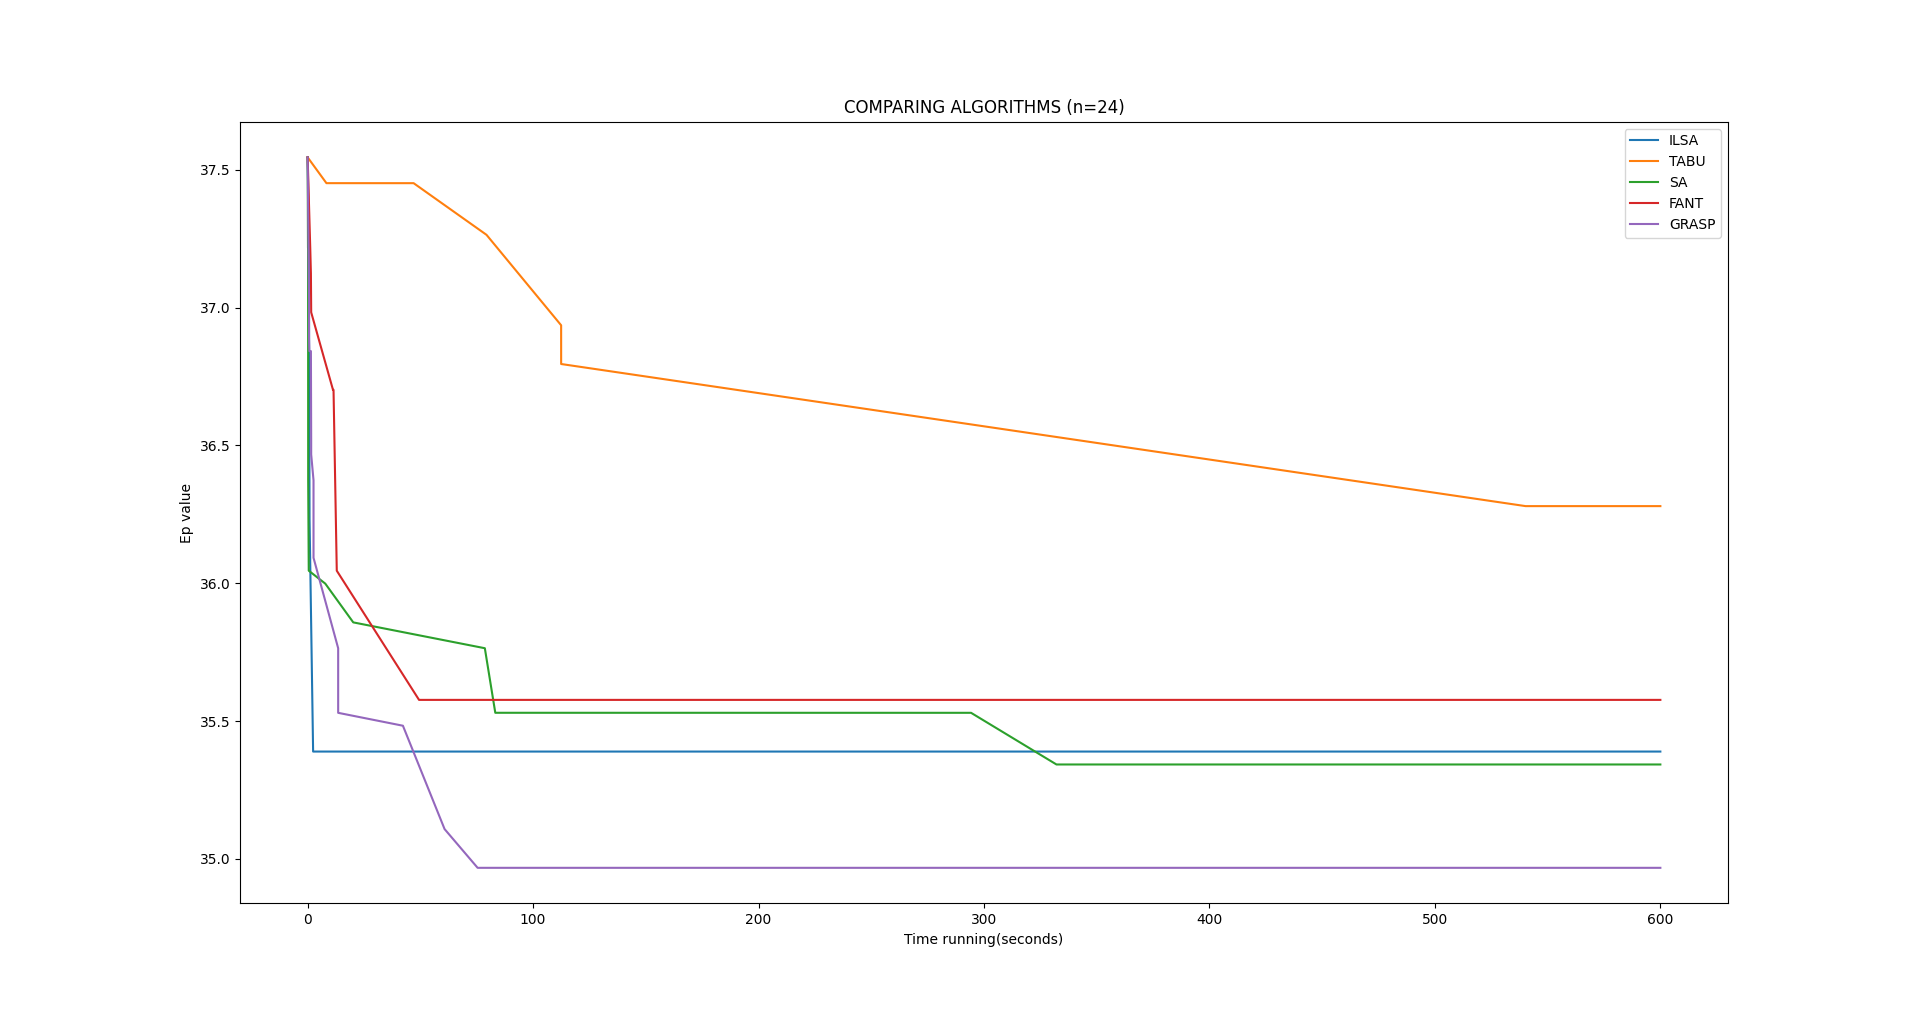 COMPARING ALGORITHMS (n=24)
ILSA
TABU
SA
FANT
GRASP
37.5
37.0
36.5
36.0
35.5
35.0
Ep value
0 100 200 300 400 500 600
Time running(seconds)